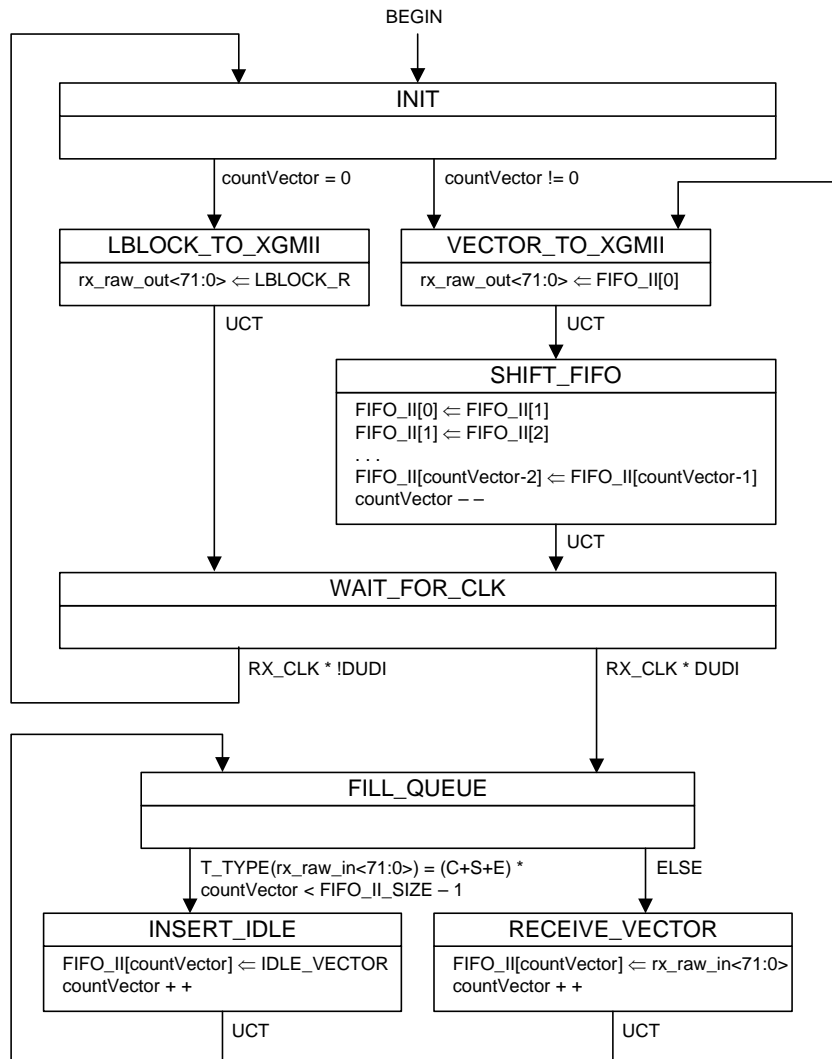 BEGIN
INIT
countVector = 0
countVector != 0
LBLOCK_TO_XGMII
rx_raw_out<71:0> ⇐ LBLOCK_R
VECTOR_TO_XGMII
rx_raw_out<71:0> ⇐ FIFO_II[0]
UCT
UCT
SHIFT_FIFO
FIFO_II[0] ⇐ FIFO_II[1]
FIFO_II[1] ⇐ FIFO_II[2]
. . .
FIFO_II[countVector-2] ⇐ FIFO_II[countVector-1]
countVector – –
UCT
WAIT_FOR_CLK
RX_CLK * !DUDI
RX_CLK * DUDI
FILL_QUEUE
T_TYPE(rx_raw_in<71:0>) = (C+S+E) *
countVector < FIFO_II_SIZE – 1
ELSE
INSERT_IDLE
FIFO_II[countVector] ⇐ IDLE_VECTOR
countVector + +
RECEIVE_VECTOR
FIFO_II[countVector] ⇐ rx_raw_in<71:0>
countVector + +
UCT
UCT